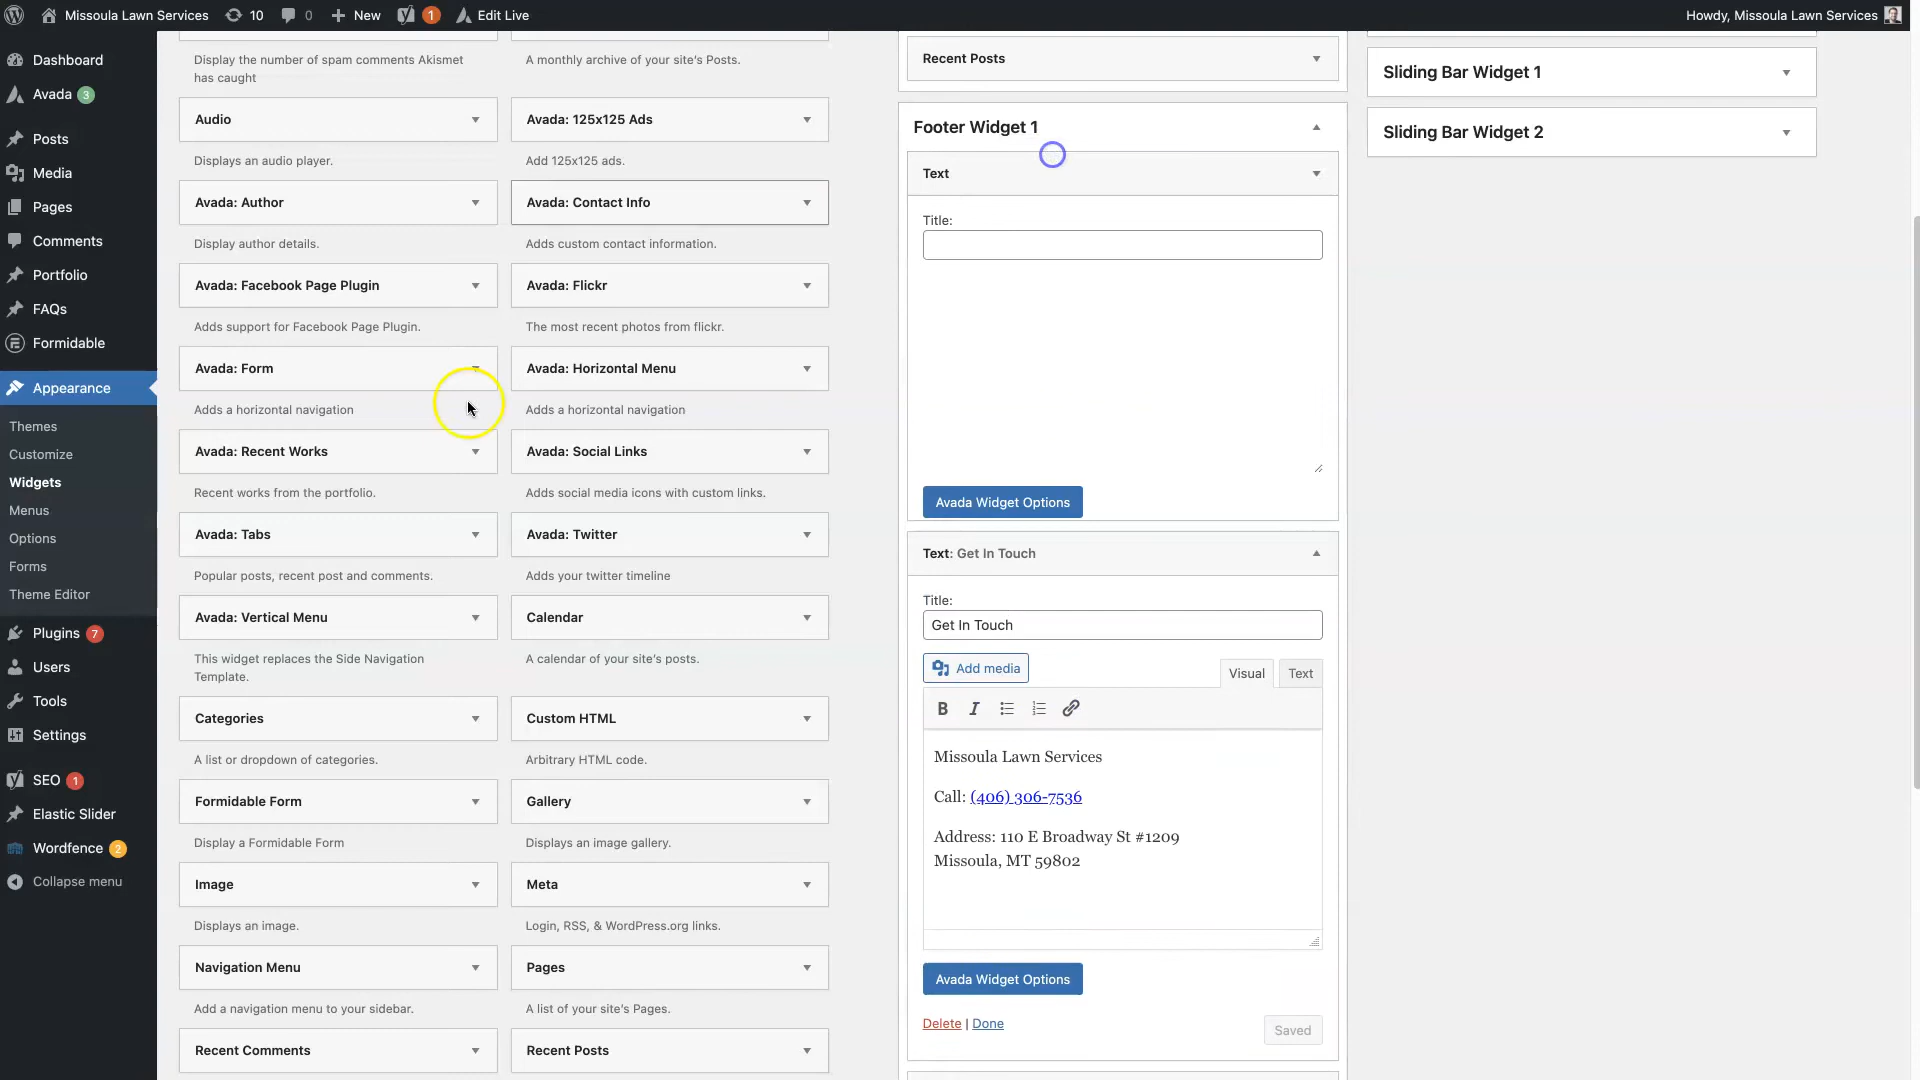 Missoula Lawn Services
10
0
New
1
Edit Live
Howdy, Missoula Lawn Services
Dashboard
Avada 3
Posts
Media
Pages
Comments
Portfolio
FAQs
Formidable
Appearance
Themes
Customize
Widgets
Menus
Options
Forms
Theme Editor
Plugins 7
Users
Tools
Settings
SEO 1
Elastic Slider
Wordfence 2
Collapse menu
Display the number of spam comments Akismet
has caught
A monthly archive of your site's Posts.
Audio
Displays an audio player.
Avada: 125x125 Ads
Add 125x125 ads.
Avada: Author
Display author details.
Avada: Contact Info
Adds custom contact information.
Avada: Facebook Page Plugin
Adds support for Facebook Page Plugin.
Avada: Flickr
The most recent photos from flickr.
Avada: Form
Adds a horizontal navigation
Avada: Horizontal Menu
Adds a horizontal navigation
Avada: Recent Works
Recent works from the portfolio.
Avada: Social Links
Adds social media icons with custom links.
Avada: Tabs
Popular posts, recent post and comments.
Avada: Twitter
Adds your twitter timeline
Avada: Vertical Menu
This widget replaces the Side Navigation
Template.
Calendar
A calendar of your site's posts.
Categories
A list or dropdown of categories.
Custom HTML
Arbitrary HTML code.
Formidable Form
Display a Formidable Form
Gallery
Displays an image gallery.
Image
Displays an image.
Meta
Login, RSS, & WordPress.org links.
Navigation Menu
Add a navigation menu to your sidebar.
Pages
A list of your site's Pages.
Recent Comments
Recent Posts
Recent Posts
Footer Widget 1
Text
Title:
Avada Widget Options
Text: Get In Touch
Title:
Get In Touch
Add media
Visual
Text
B I
Missoula Lawn Services
Call: (406) 306-7536
Address: 110 E Broadway St #1209
Missoula, MT 59802
Avada Widget Options
Delete | Done
Saved
Sliding Bar Widget 1
Sliding Bar Widget 2